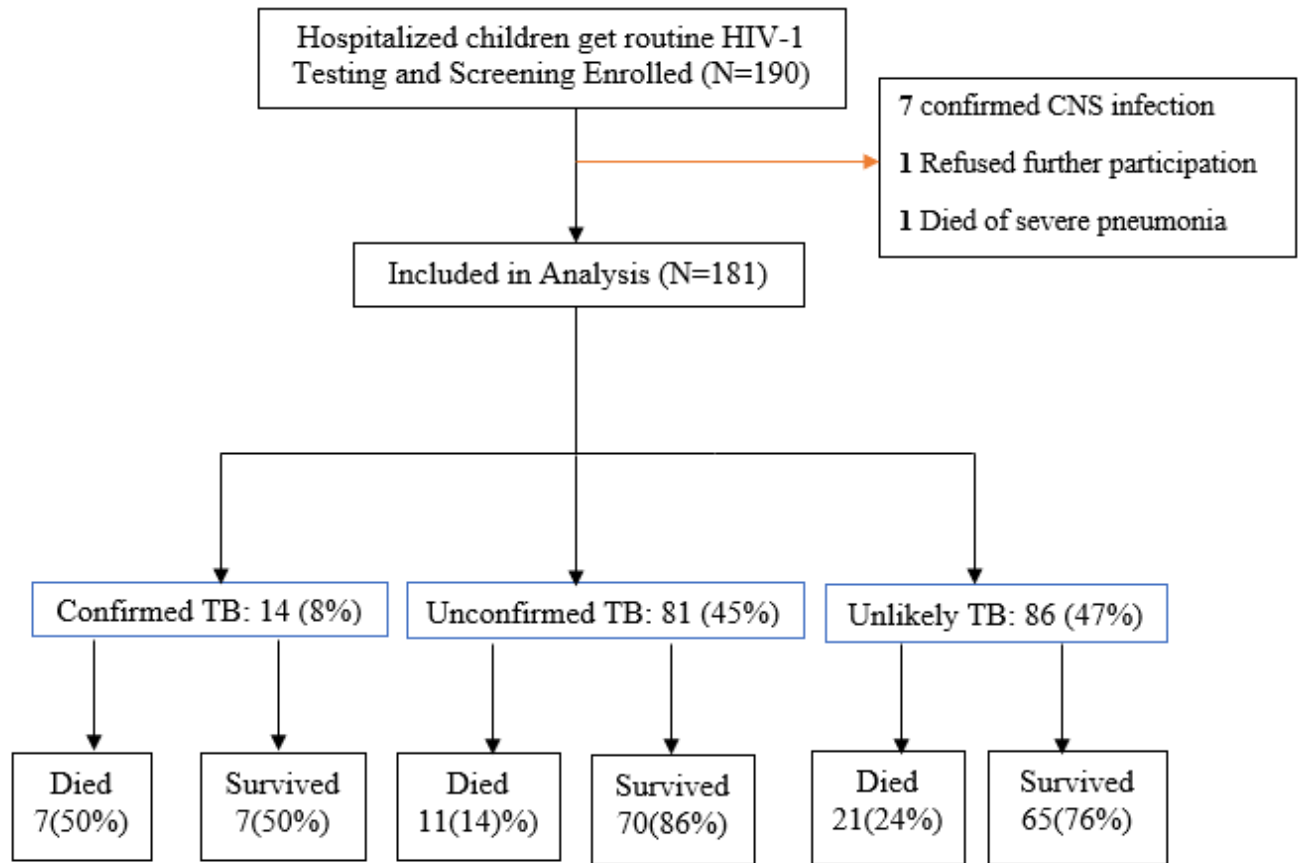 Hospitalized children get routine HIV-1
Testing and Screening Enrolled (N=190)
7 confirmed CNS infection
1 Refused further participation
1 Died of severe pneumonia
Included in Analysis (N=181)
Confirmed TB: 14 (8%)
Unconfirmed TB: 81 (45%)
Unlikely TB: 86 (47%)
Died
7(50%)
Survived
7(50%)
Died
11(14)%)
Survived
70(86%)
Died
21(24%)
Survived
65(76%)